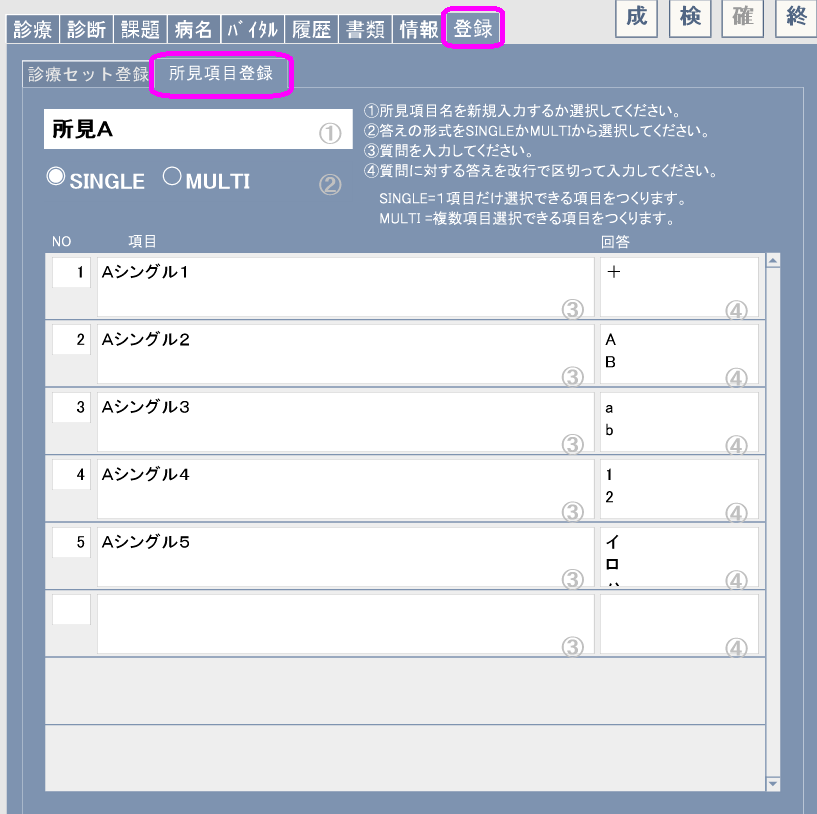 診療 診断 課題 病名 ﾊﾞｲﾀﾙ 履歴 書類 情報 登録 成 検 確 終
診療セット登録 所見項目登録
所見A ①
SINGLE MULTI ②
①所見項目名を新規入力するか選択してください。
②答えの形式をSINGLEかMULTIから選択してください。
③質問を入力してください。
④質問に対する答えを改行で区切って入力してください。
SINGLE=１項目だけ選択できる項目をつくります。
MULTI =複数項目選択できる項目をつくります。
NO 項目 回答
1 Aシングル1 ③ ＋ ④
2 Aシングル2 ③ A
B ④
3 Aシングル3 ③ a
b ④
4 Aシングル4 ③ 1
2 ④
5 Aシングル5 ③ イ
ロ
④
③ ④